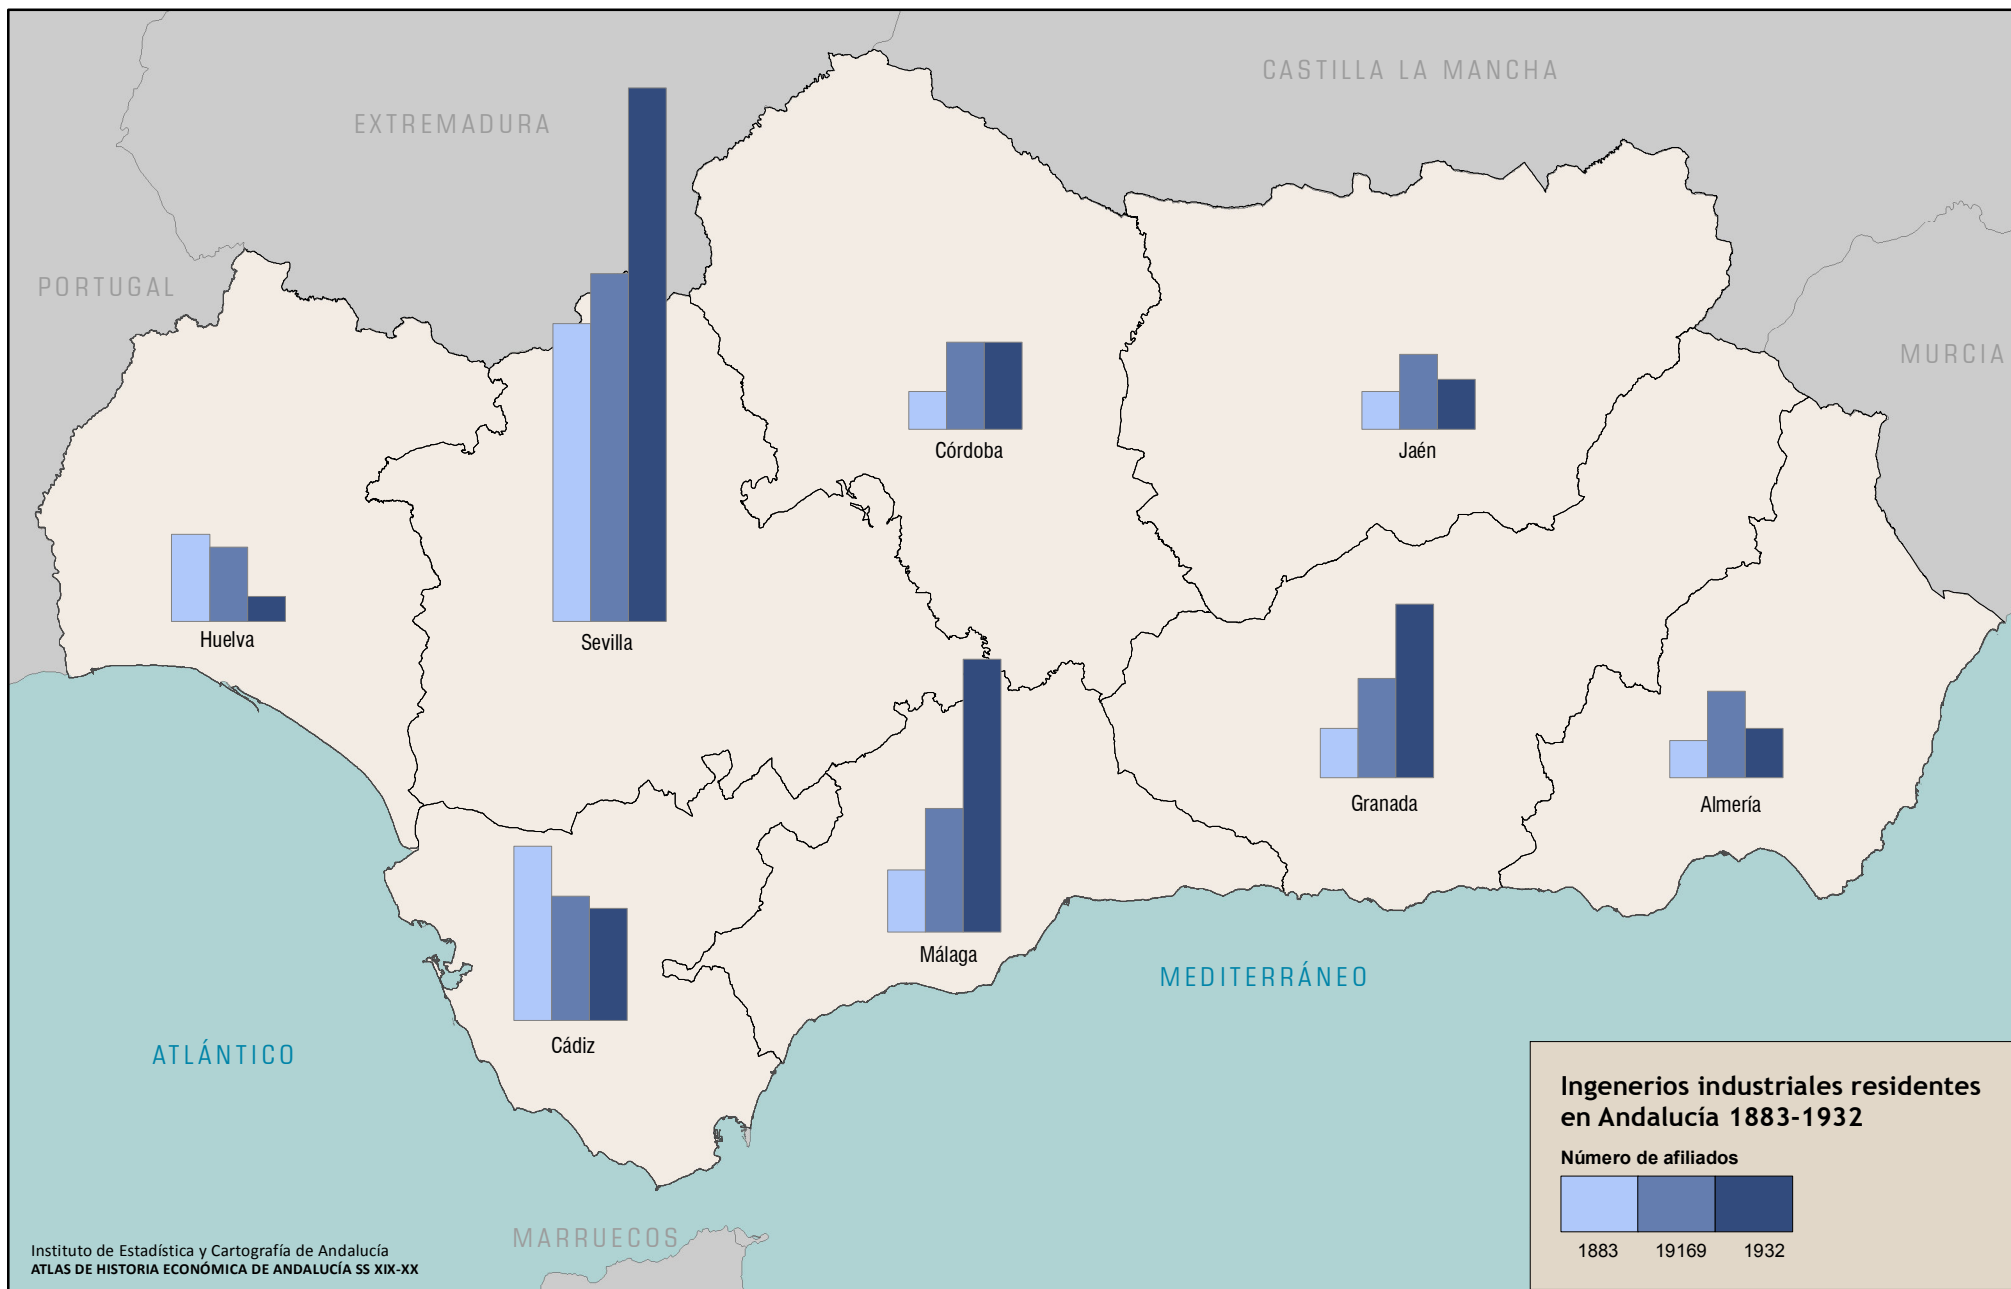 CASTILLA LA MANCHA
EXTREMADURA
PORTUGAL
MURCIA
Córdoba
Jaén
Huelva
Sevilla
Granada
Almería
Málaga
Cádiz
MEDITERRÁNEO
ATLÁNTICO
MARRUECOS
Ingenerios industriales residentes
en Andalucía 1883-1932
Número de afiliados
1883 19169 1932
Instituto de Estadística y Cartografía de Andalucía
ATLAS DE HISTORIA ECONÓMICA DE ANDALUCÍA SS XIX-XX